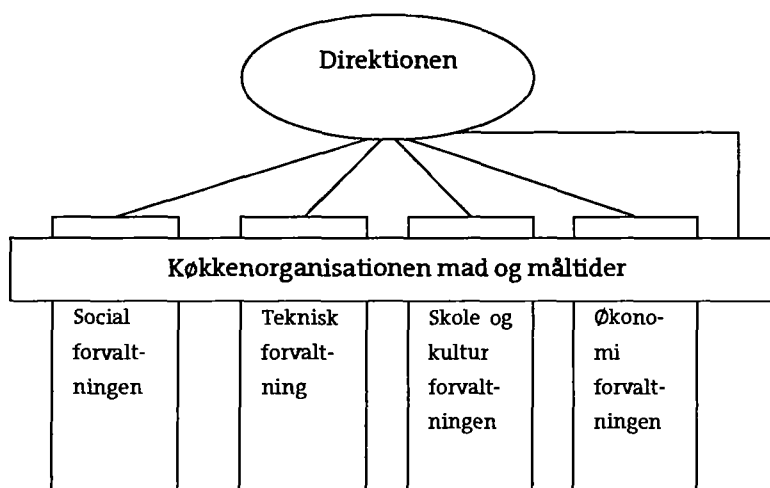 Direktionen
Køkkenorganisationen mad og måltider
Social
forvalt-
ningen
Teknisk
forvalt-
ning
Skole og
kultur
forvalt-
ningen
Økono-
mi
forvalt-
ningen